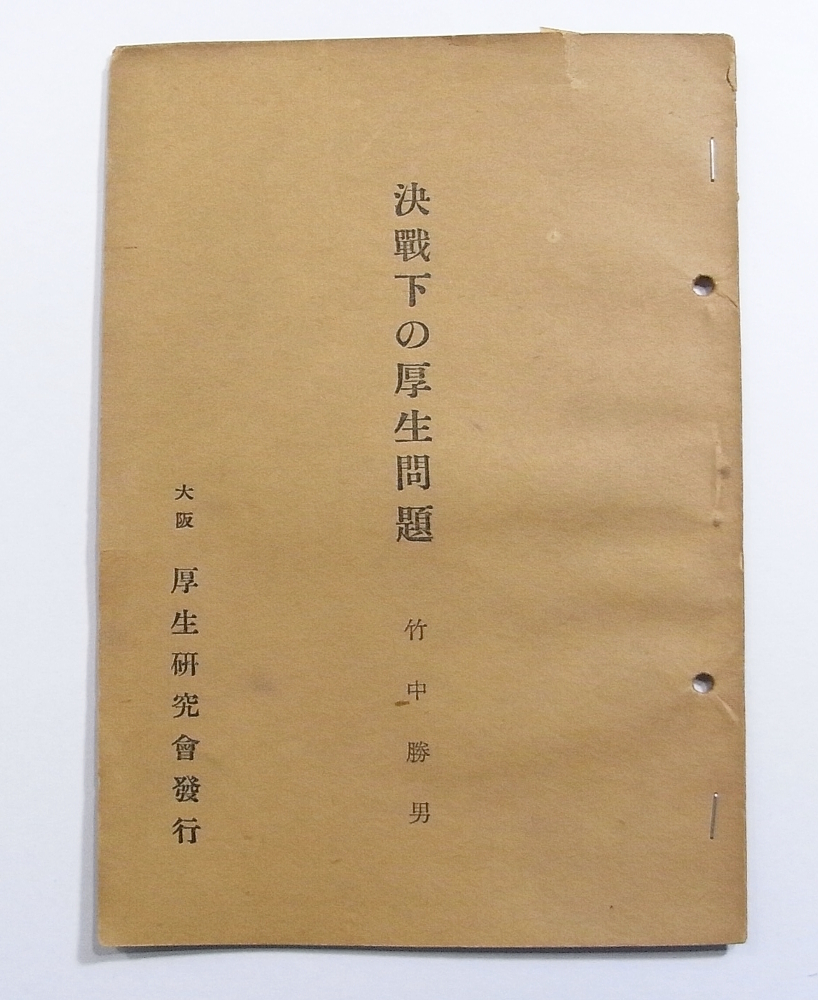 決戰下の厚生問題
竹中勝男
大阪 厚生研究會發行